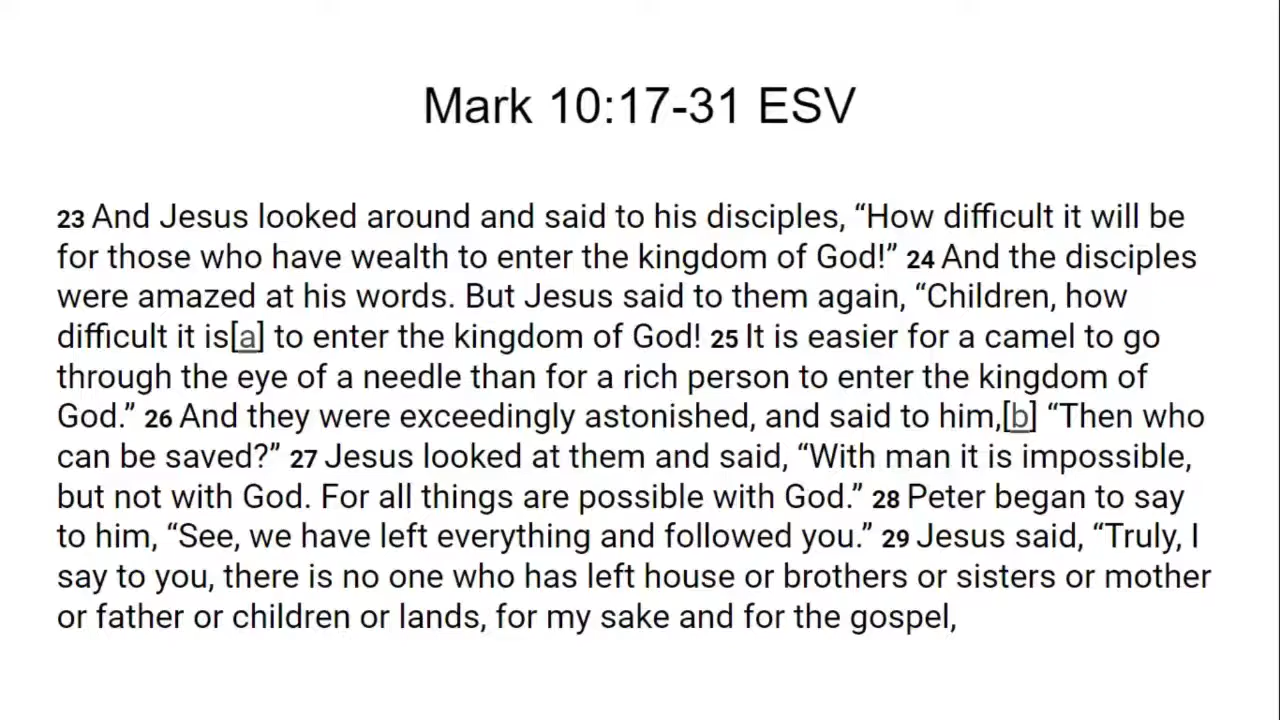 Mark 10:17-31 ESV
23 And Jesus looked around and said to his disciples, “How difficult it will be
for those who have wealth to enter the kingdom of God!” 24 And the disciples
were amazed at his words. But Jesus said to them again, “Children, how
difficult it is[a] to enter the kingdom of God! 25 It is easier for a camel to go
through the eye of a needle than for a rich person to enter the kingdom of
God.” 26 And they were exceedingly astonished, and said to him,[b] “Then who
can be saved?” 27 Jesus looked at them and said, “With man it is impossible,
but not with God. For all things are possible with God.” 28 Peter began to say
to him, “See, we have left everything and followed you.” 29 Jesus said, “Truly, I
say to you, there is no one who has left house or brothers or sisters or mother
or father or children or lands, for my sake and for the gospel,